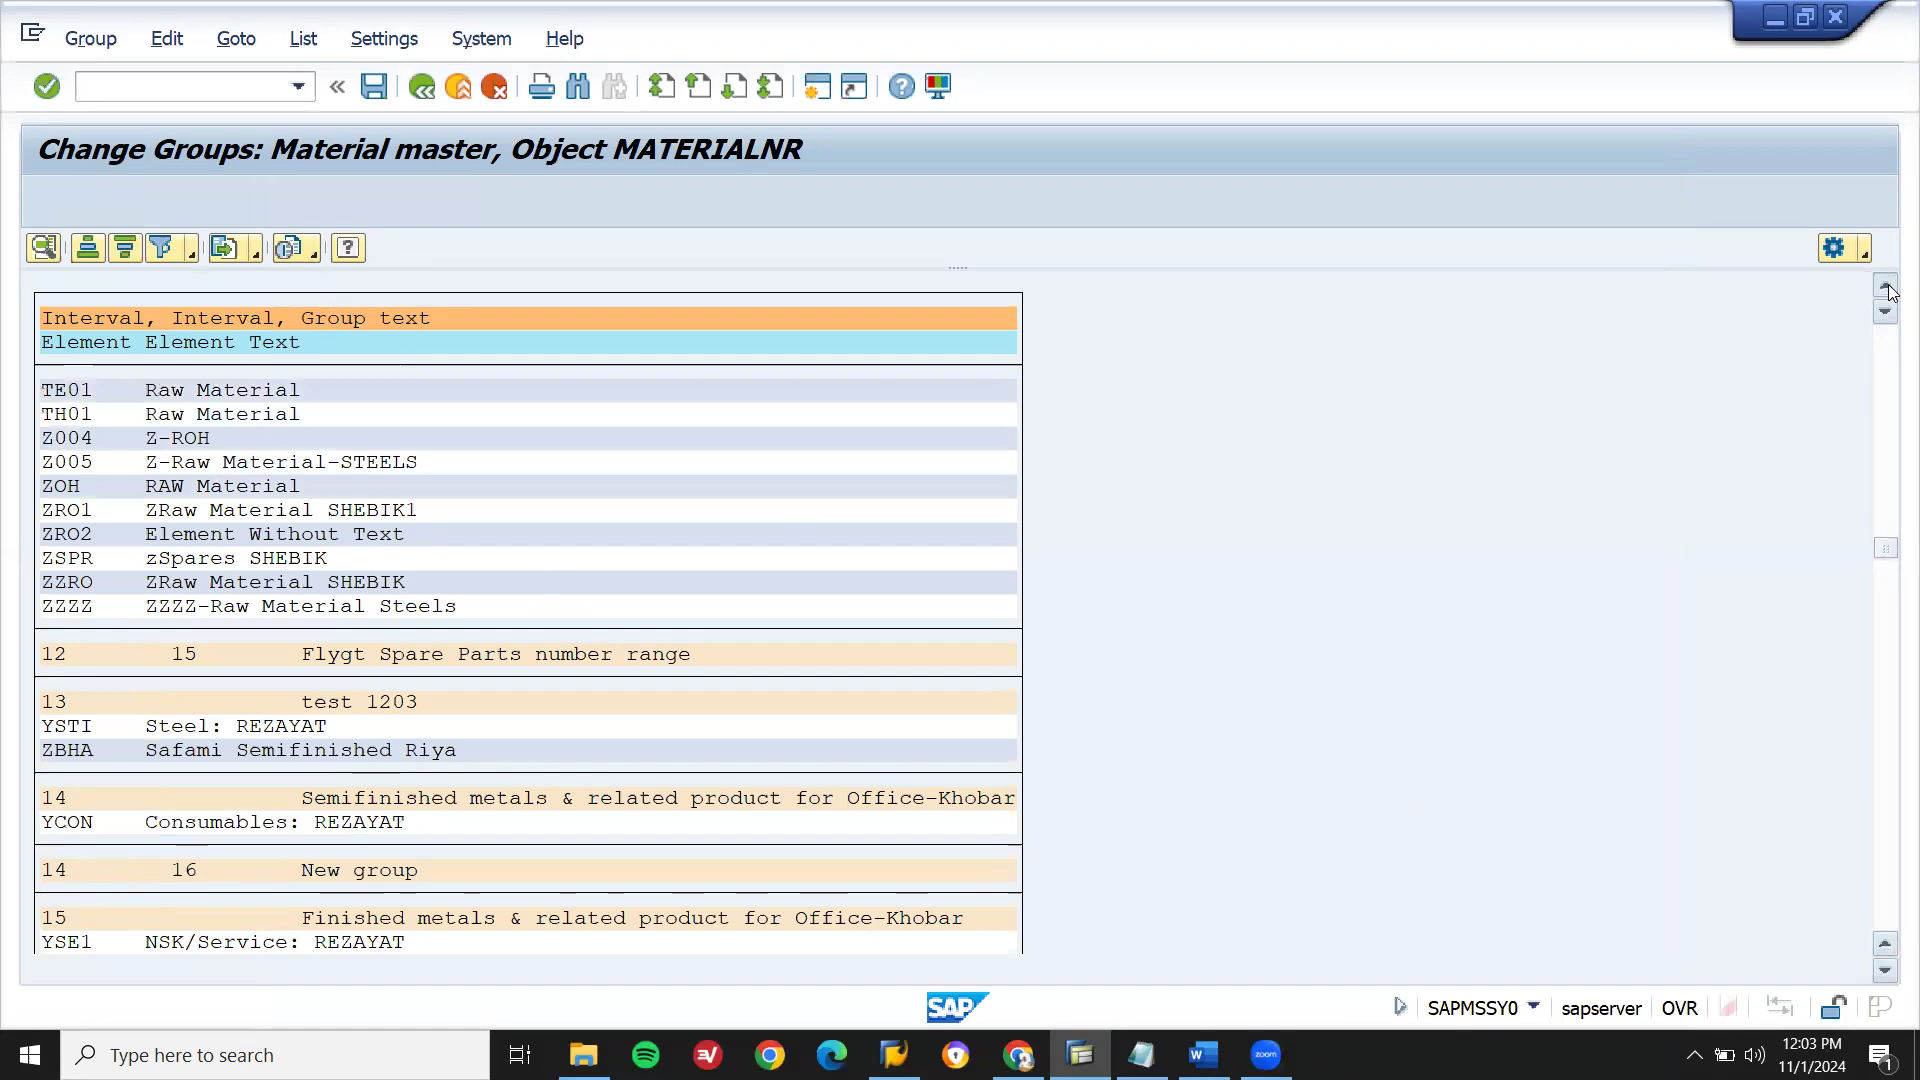 Group Edit Goto List Settings System Help
Change Groups: Material master, Object MATERIALNR
Interval, Interval, Group text
Element Element Text
TE01 Raw Material
TH01 Raw Material
Z004 Z-ROH
Z005 Z-Raw Material-STEELS
ZOH RAW Material
ZRO1 ZRaw Material SHEBIK1
ZRO2 Element Without Text
ZSPR zSpares SHEBIK
ZZRO ZRaw Material SHEBIK
ZZZZ ZZZZ-Raw Material Steels
12 15 Flygt Spare Parts number range
13 test 1203
YSTI Steel: REZAYAT
ZBHA Safami Semifinished Riya
14 Semifinished metals & related product for Office-Khobar
YCON Consumables: REZAYAT
14 16 New group
15 Finished metals & related product for Office-Khobar
YSE1 NSK/Service: REZAYAT
SAP
SAPMSSY0 sapserver OVR
Type here to search
zoom
12:03 PM
11/1/2024
1